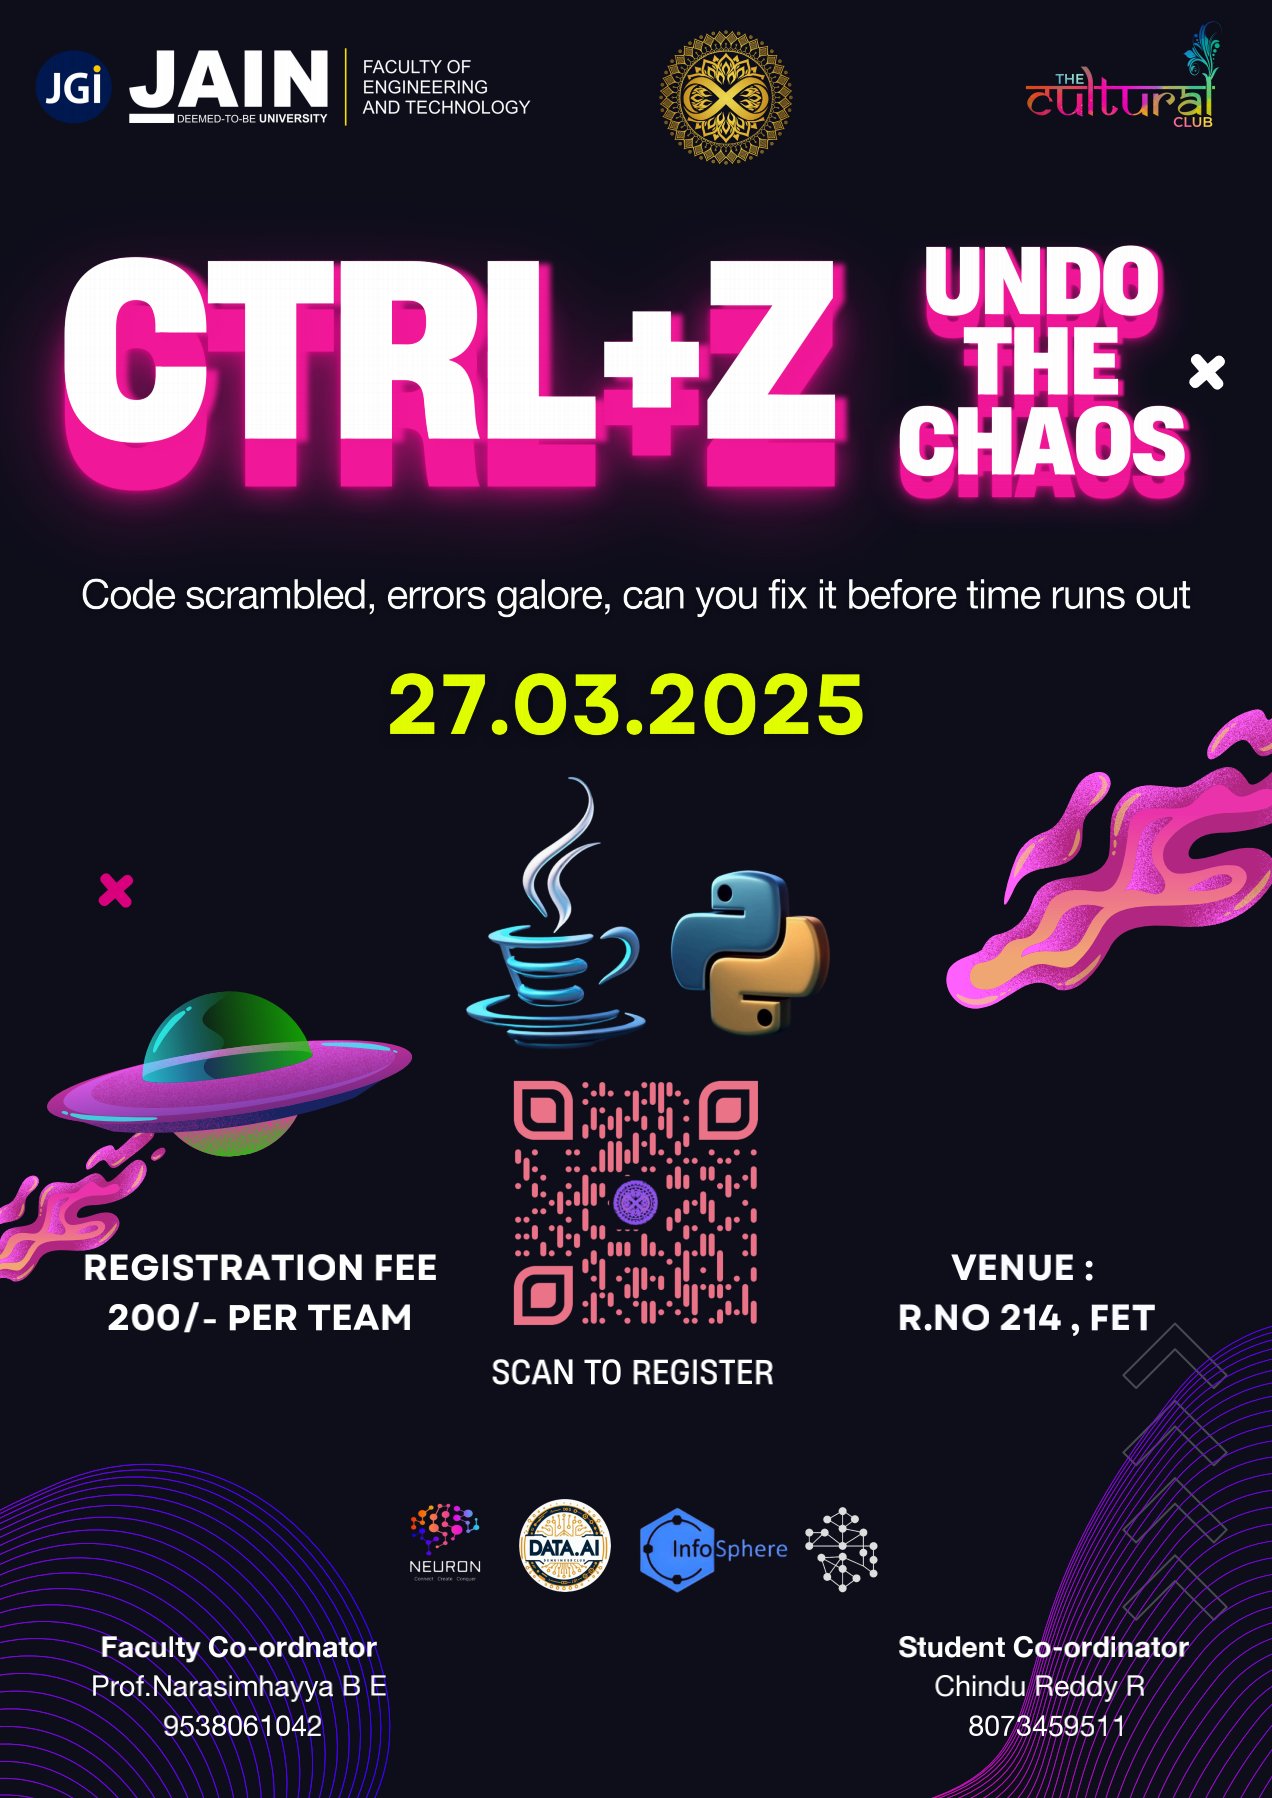 JGi
JAIN
DEEMED-TO-BE UNIVERSITY
FACULTY OF
ENGINEERING
AND TECHNOLOGY
THE
cultural
CLUB
CTRL+Z
UNDO
THE
CHAOS
Code scrambled, errors galore, can you fix it before time runs out
27.03.2025
REGISTRATION FEE
200/- PER TEAM
SCAN TO REGISTER
VENUE :
R.NO 214 , FET
NEURON
Connect Create Conquer
DATA.AI
InfoSphere
Faculty Co-ordnator
Prof.Narasimhayya B E
9538061042
Student Co-ordinator
Chindu Reddy R
8073459511